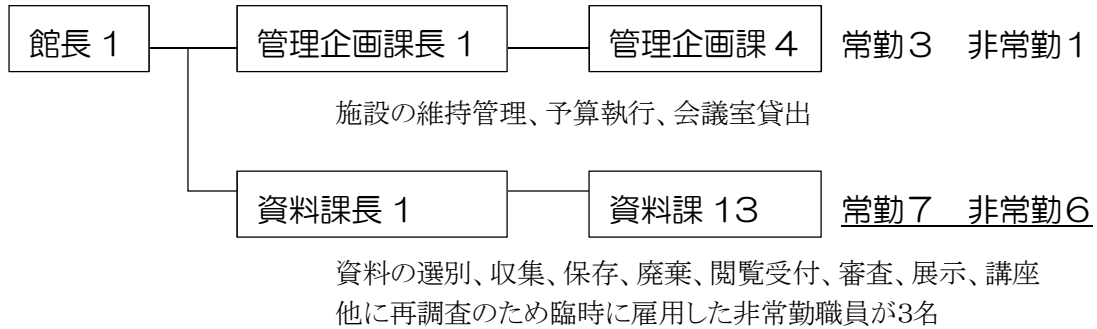 館長 1 管理企画課長 1 管理企画課 4 常勤3 非常勤1
施設の維持管理、予算執行、会議室貸出
資料課長 1 資料課 13 常勤7 非常勤6
資料の選別、収集、保存、廃棄、閲覧受付、審査、展示、講座
他に再調査のため臨時に雇用した非常勤職員が3名